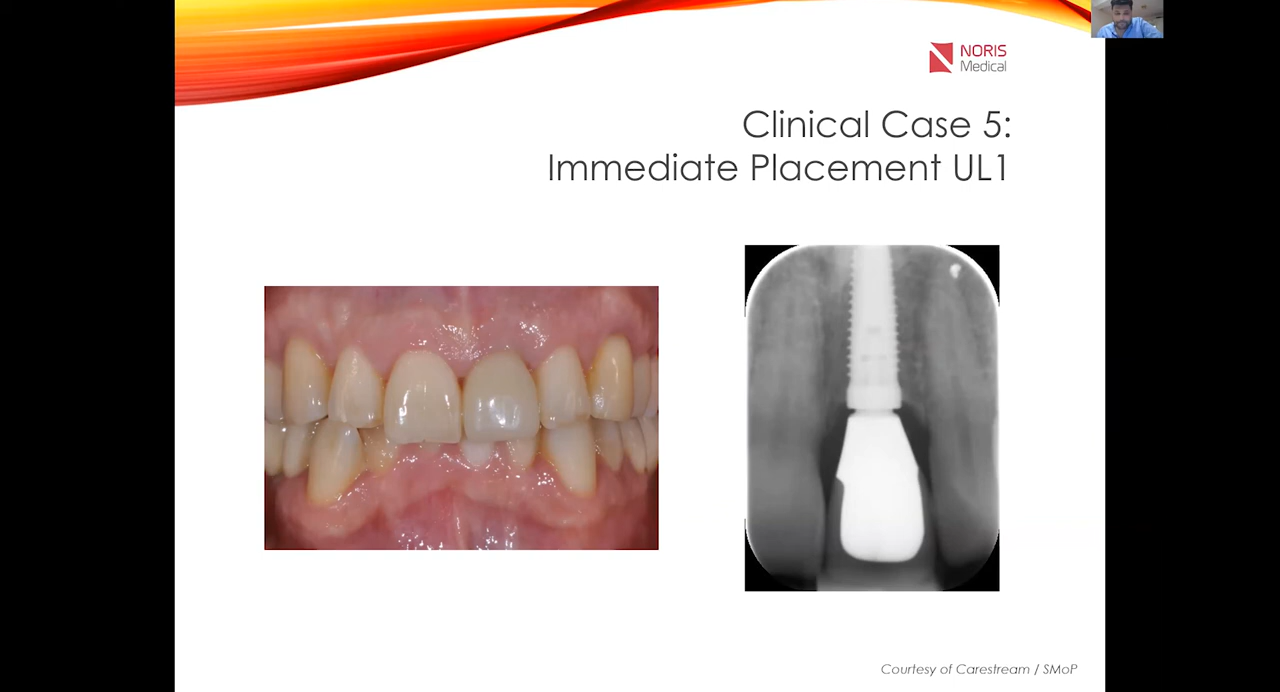 NORIS
Medical
Clinical Case 5:
Immediate Placement UL1
Courtesy of Carestream / SMoP